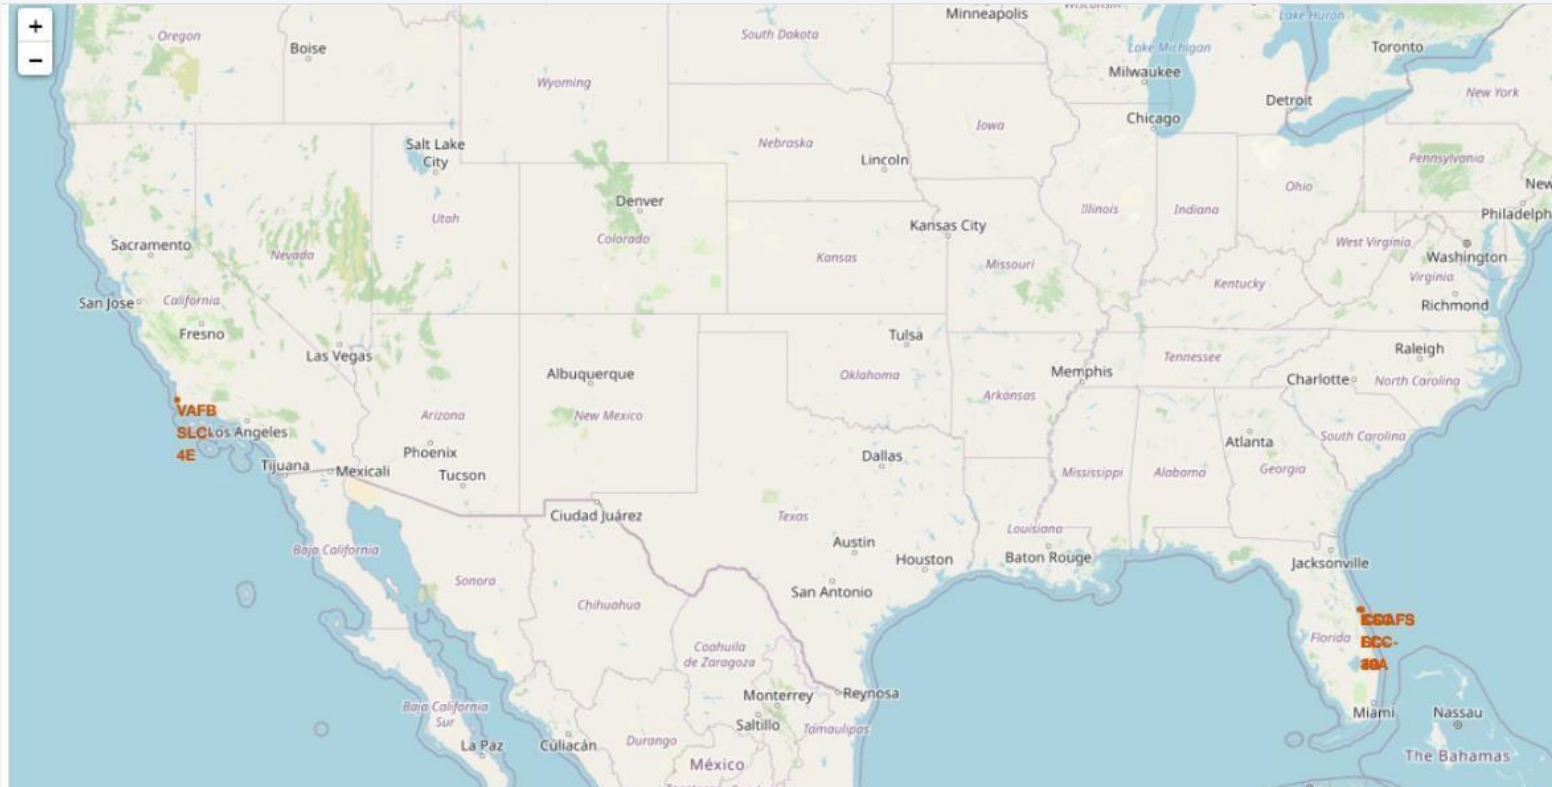 +
−
Oregon
Boise
Wyoming
South Dakota
Minneapolis
Wisconsin
Lake Michigan
Lake Huron
Toronto
Milwaukee
Detroit
New York
Chicago
Iowa
Nebraska
Salt Lake
City
Lincoln
Pennsylvania
New
Ohio
Philadelph
Denver
Utah
Illinois
Indiana
Colorado
Kansas City
Sacramento
Nevada
Kansas
Missouri
West Virginia
Washington
Virginia
Kentucky
San Jose
California
Richmond
Fresno
Las Vegas
Tulsa
Raleigh
Tennessee
Albuquerque
Oklahoma
Memphis
Charlotte
North Carolina
Arkansas
VAFB
SLC-
4E
Los Angeles
Arizona
New Mexico
Phoenix
Atlanta
South Carolina
Tijuana
Mexicali
Tucson
Dallas
Mississippi
Alabama
Georgia
Ciudad Juárez
Texas
Louisiana
Baja California
Austin
Houston
Baton Rouge
Jacksonville
Sonora
San Antonio
Chihuahua
Florida
Coahuila
de Zaragoza
Monterrey
Reynosa
Saltillo
Tamaulipas
Miami
Nassau
Baja California
Sur
La Paz
Culiacán
Durango
México
The Bahamas